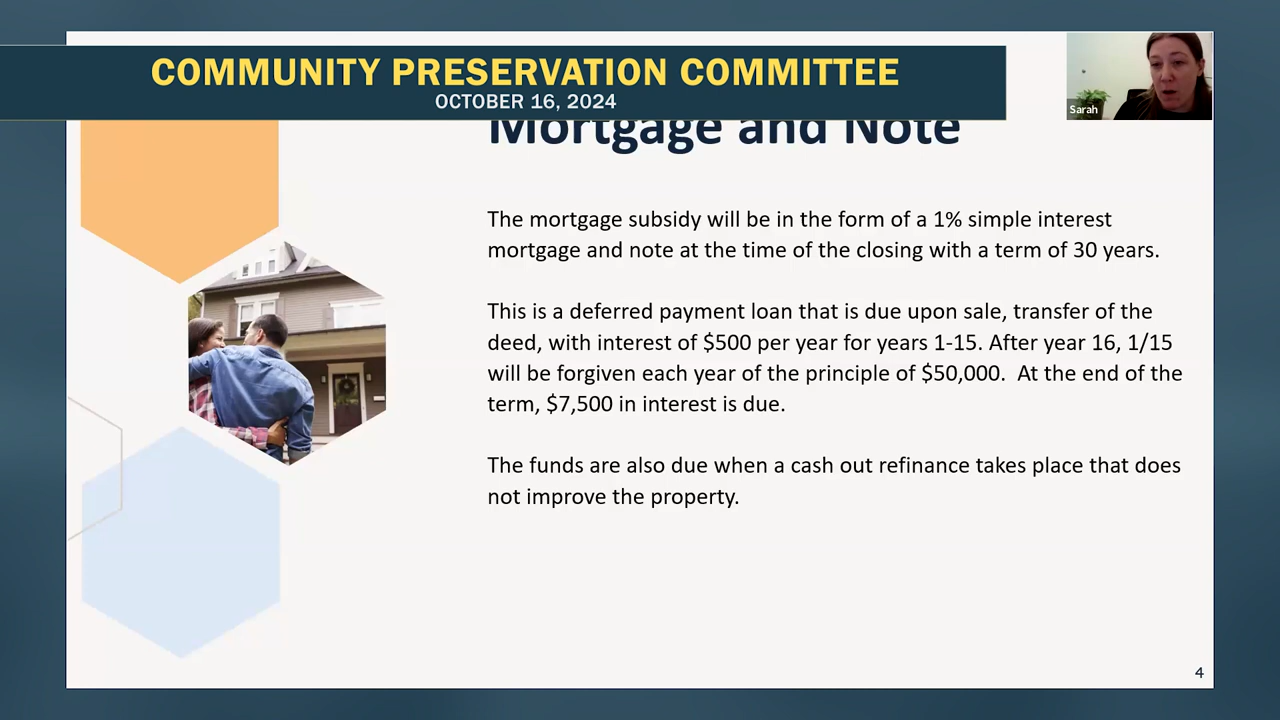 COMMUNITY PRESERVATION COMMITTEE
OCTOBER 16, 2024
Sarah
Mortgage and Note
The mortgage subsidy will be in the form of a 1% simple interest
mortgage and note at the time of the closing with a term of 30 years.
This is a deferred payment loan that is due upon sale, transfer of the
deed, with interest of $500 per year for years 1-15. After year 16, 1/15
will be forgiven each year of the principle of $50,000.  At the end of the
term, $7,500 in interest is due.
The funds are also due when a cash out refinance takes place that does
not improve the property.
4